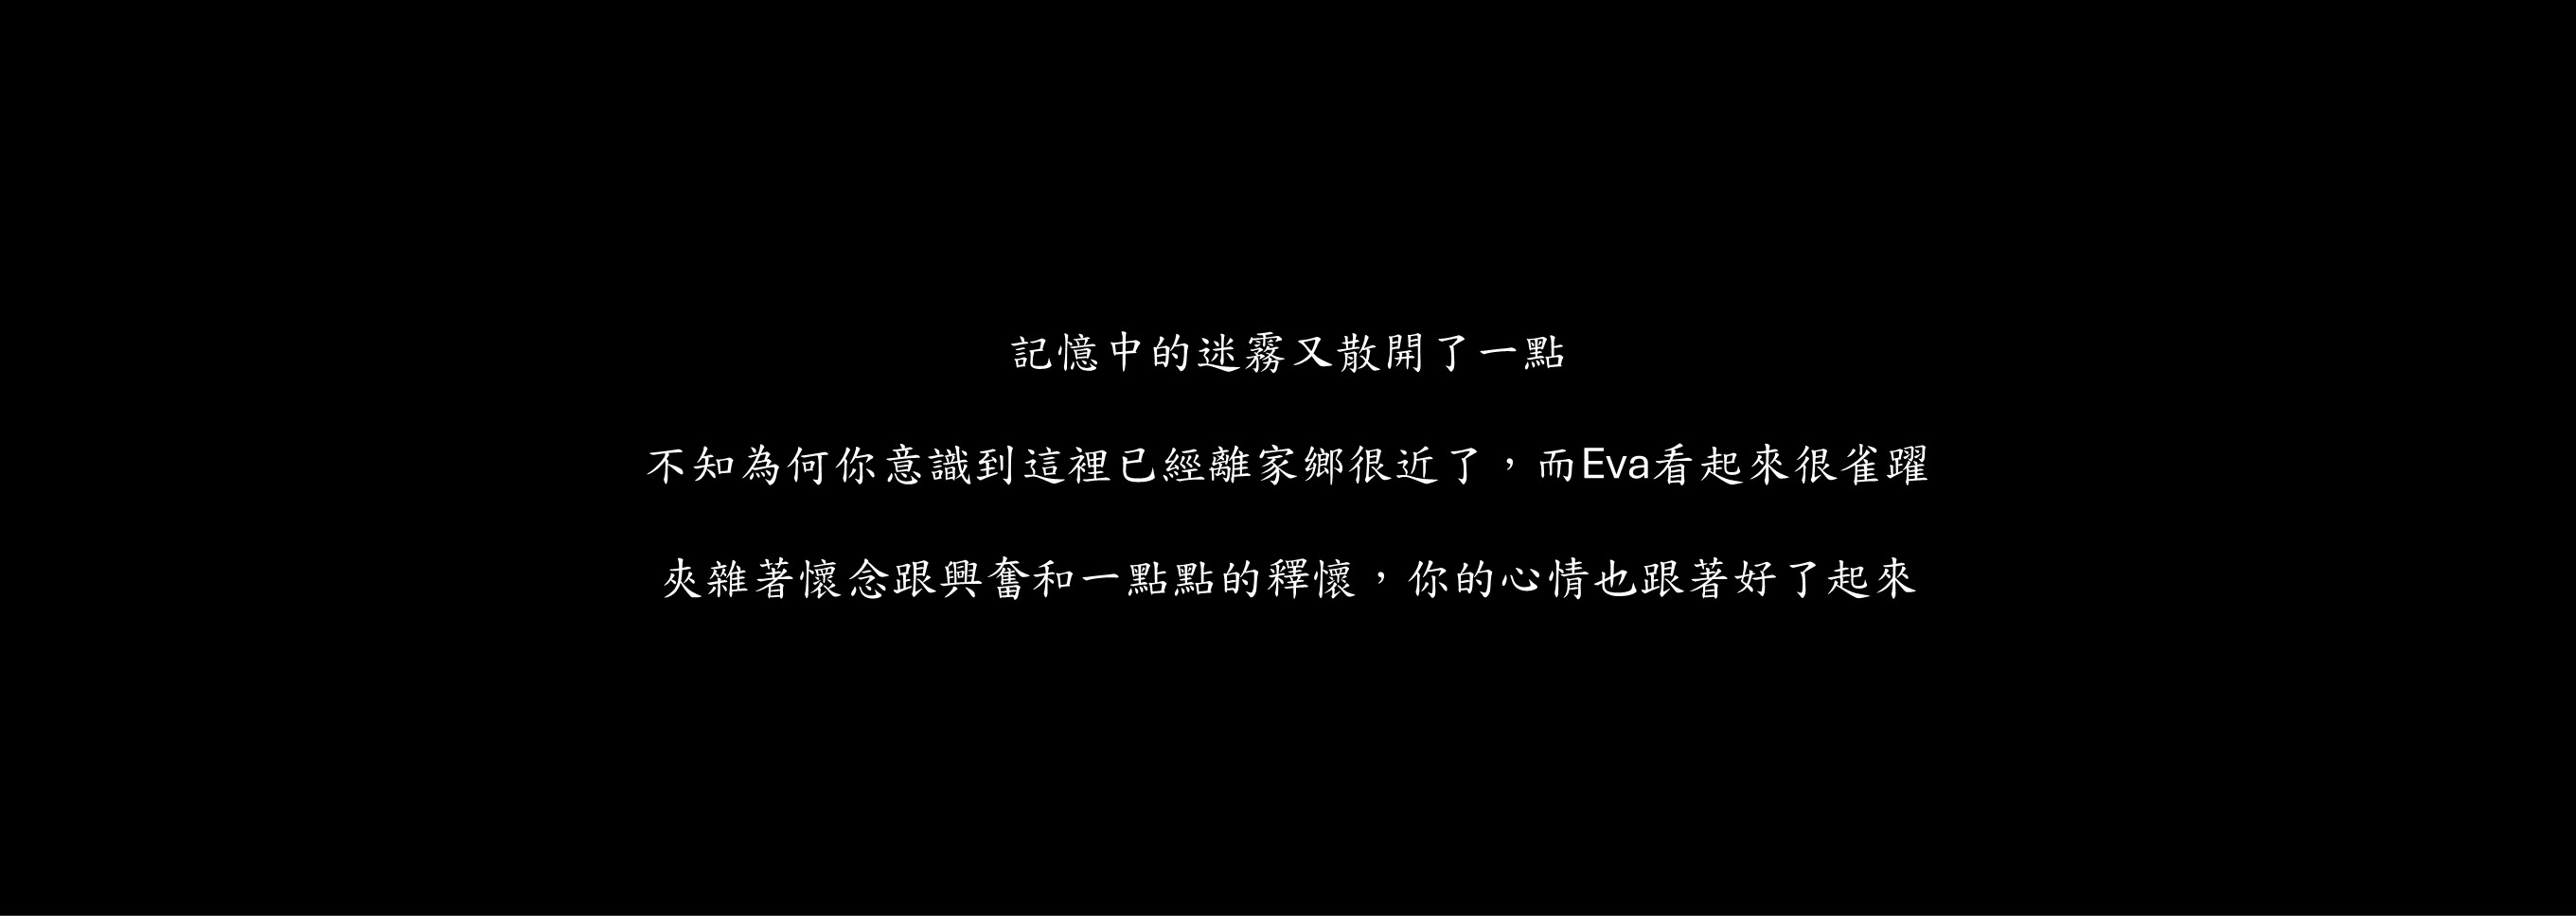 記憶中的迷霧又散開了一點
不知為何你意識到這裡已經離家鄉很近了，而Eva看起來很雀躍
夾雜著懷念跟興奮和一點點的釋懷，你的心情也跟著好了起來